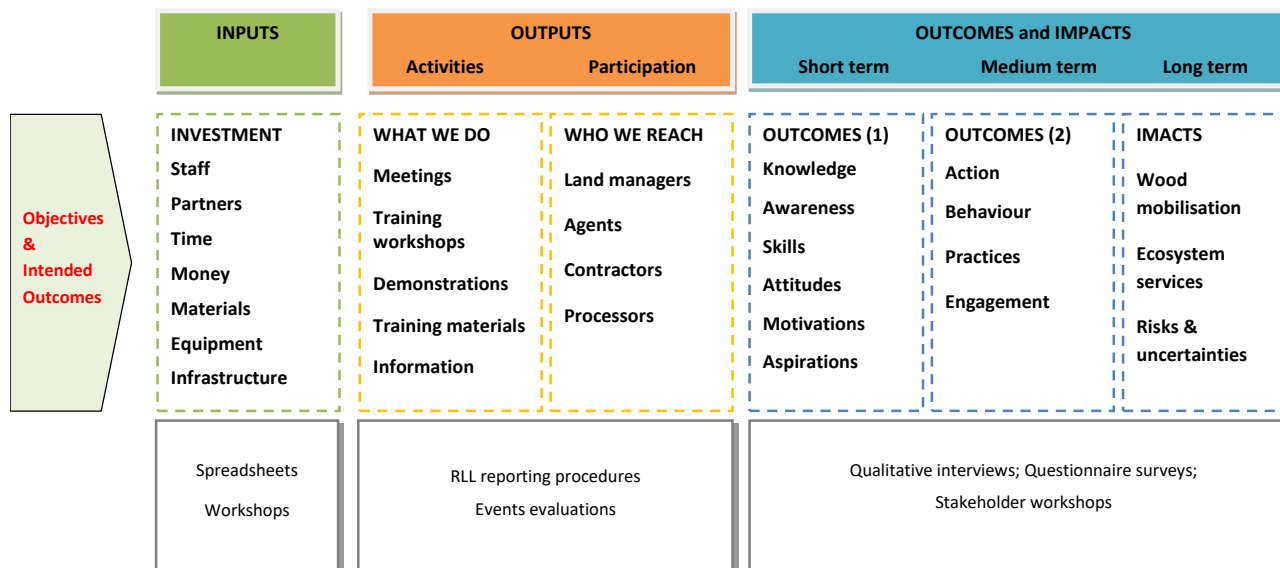 INPUTS
OUTPUTS
Activities
Participation
OUTCOMES and IMPACTS
Short term
Medium term
Long term
Objectives
&
Intended
Outcomes
INVESTMENT
Staff
Partners
Time
Money
Materials
Equipment
Infrastructure
WHAT WE DO
Meetings
Training
workshops
Demonstrations
Training materials
Information
WHO WE REACH
Land managers
Agents
Contractors
Processors
OUTCOMES (1)
Knowledge
Awareness
Skills
Attitudes
Motivations
Aspirations
OUTCOMES (2)
Action
Behaviour
Practices
Engagement
IMACTS
Wood
mobilisation
Ecosystem
services
Risks &
uncertainties
Spreadsheets
Workshops
RLL reporting procedures
Events evaluations
Qualitative interviews; Questionnaire surveys;
Stakeholder workshops